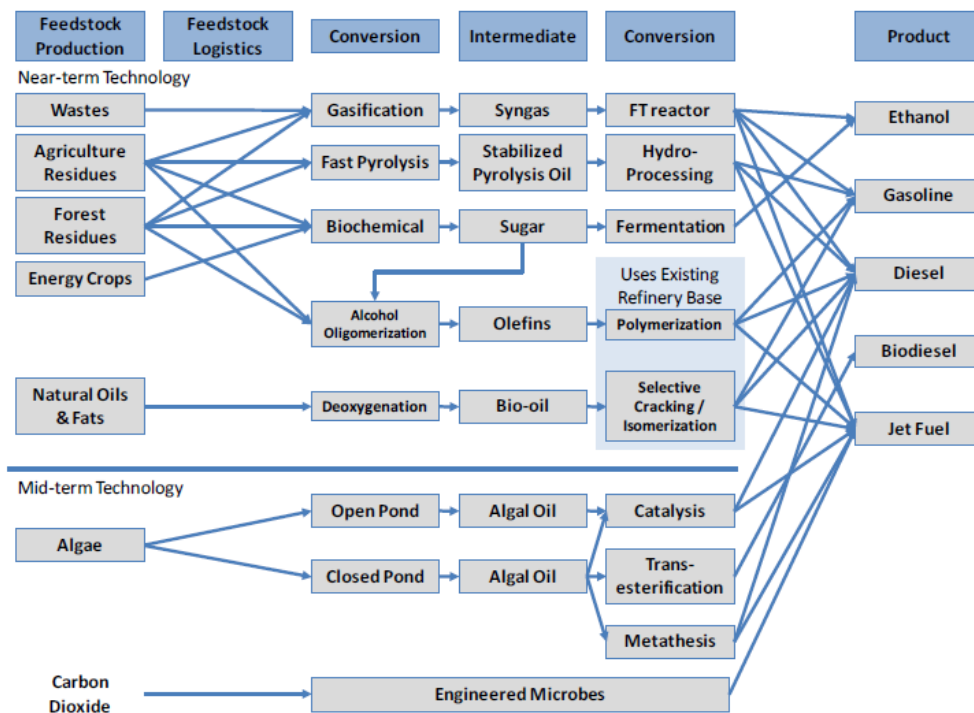 Feedstock
Production
Feedstock
Logistics
Conversion
Intermediate
Conversion
Product
Near-term Technology
Wastes
Gasification
Syngas
FT reactor
Ethanol
Agriculture
Residues
Fast Pyrolysis
Stabilized
Pyrolysis Oil
Hydro-
Processing
Gasoline
Forest
Residues
Biochemical
Sugar
Fermentation
Energy Crops
Uses Existing
Refinery Base
Diesel
Alcohol
Oligomerization
Olefins
Polymerization
Biodiesel
Natural Oils
& Fats
Deoxygenation
Bio-oil
Selective
Cracking /
Isomerization
Jet Fuel
Mid-term Technology
Algae
Open Pond
Algal Oil
Catalysis
Closed Pond
Algal Oil
Trans-
esterification
Metathesis
Carbon
Dioxide
Engineered Microbes